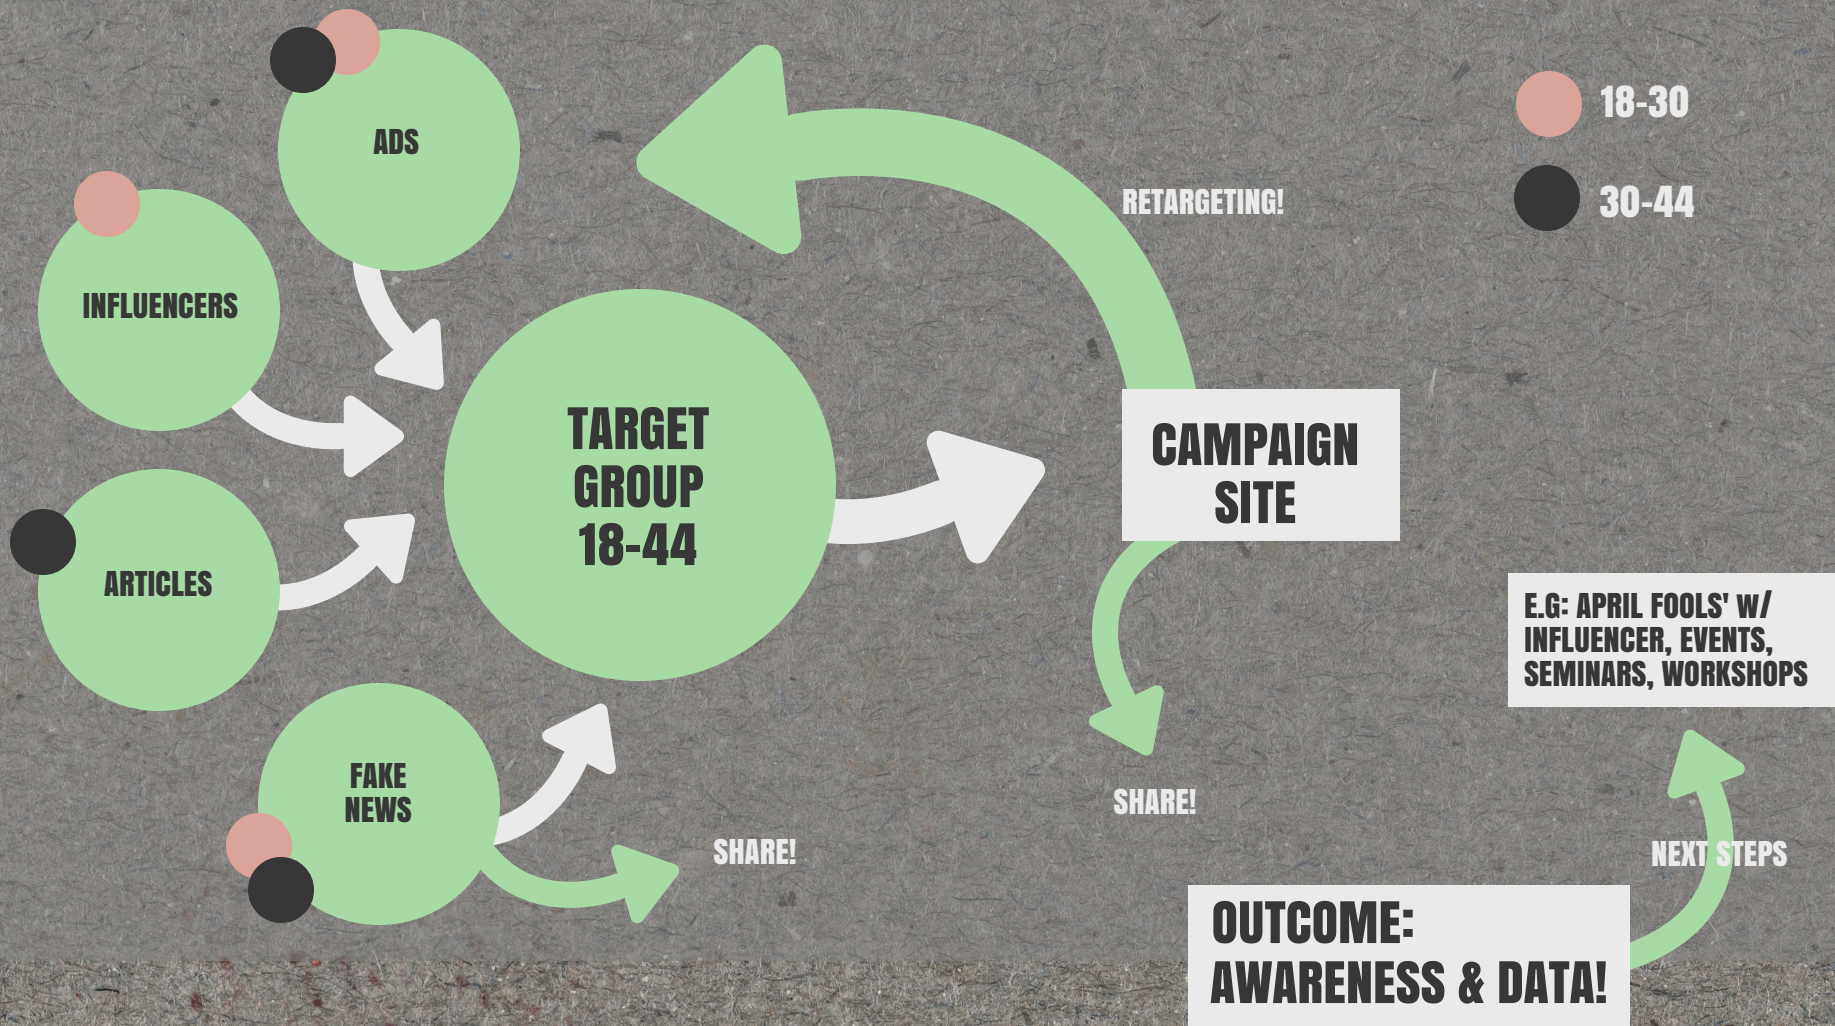 ADS
18-30
30-44
RETARGETING!
INFLUENCERS
TARGET
GROUP
18-44
CAMPAIGN
SITE
ARTICLES
E.G: APRIL FOOLS' W/
INFLUENCER, EVENTS,
SEMINARS, WORKSHOPS
FAKE
NEWS
SHARE!
SHARE!
NEXT STEPS
OUTCOME:
AWARENESS & DATA!